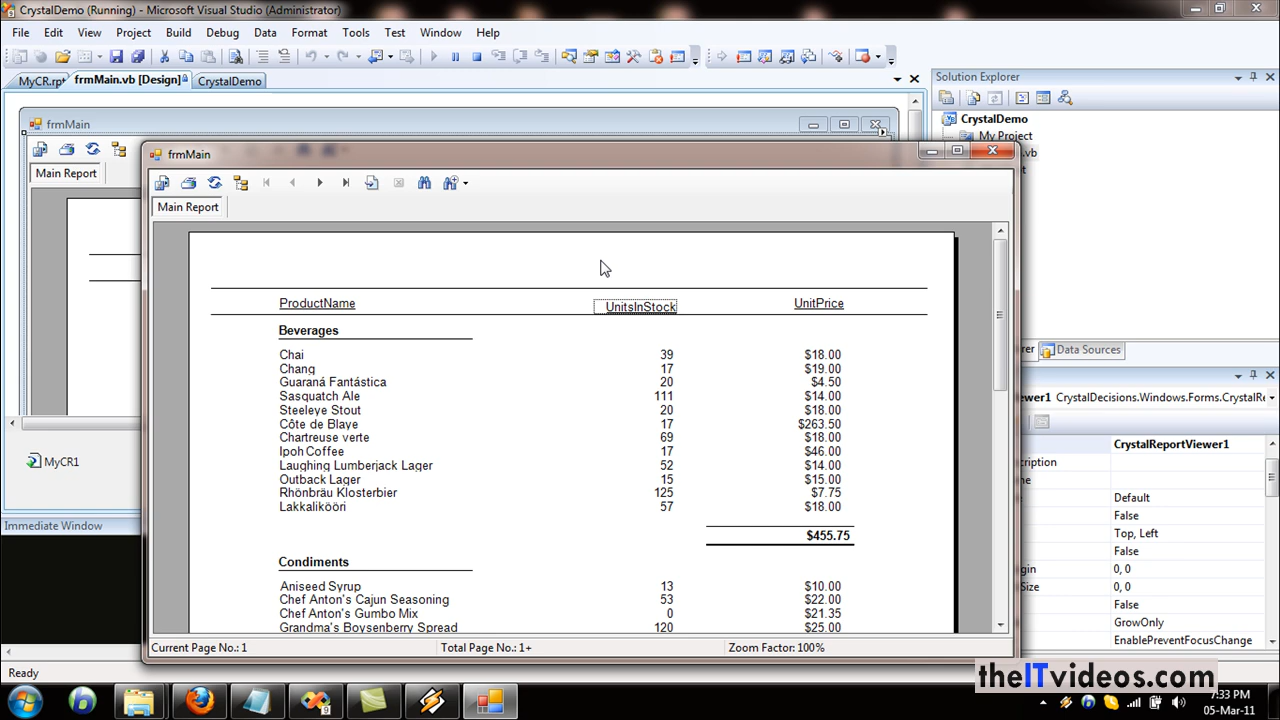 CrystalDemo (Running) - Microsoft Visual Studio (Administrator)
File Edit View Project Build Debug Data Format Tools Test Window Help
MyCR.rpt frmMain.vb [Design] CrystalDemo
Solution Explorer
frmMain
CrystalDemo
My Project
.vb
Main Report
frmMain
Main Report
ProductName UnitsInStock UnitPrice
Beverages
Chai 39 $18.00
Chang 17 $19.00
Guaraná Fantástica 20 $4.50
Sasquatch Ale 111 $14.00
Steeleye Stout 20 $18.00
Côte de Blaye 17 $263.50
Chartreuse verte 69 $18.00
Ipoh Coffee 17 $46.00
Laughing Lumberjack Lager 52 $14.00
Outback Lager 15 $15.00
Rhönbräu Klosterbier 125 $7.75
Lakkalikööri 57 $18.00
$455.75
Condiments
Aniseed Syrup 13 $10.00
Chef Anton's Cajun Seasoning 53 $22.00
Chef Anton's Gumbo Mix 0 $21.35
Grandma's Boysenberry Spread 120 $25.00
Current Page No.: 1 Total Page No.: 1+ Zoom Factor: 100%
MyCR1
Immediate Window
Ready
rer Data Sources
ewer1 CrystalDecisions.Windows.Forms.CrystalRe
CrystalReportViewer1
cription
me
Default
False
Top, Left
False
gin 0, 0
Size 0, 0
False
GrowOnly
EnablePreventFocusChange
theITvideos.com
7:33 PM
05-Mar-11